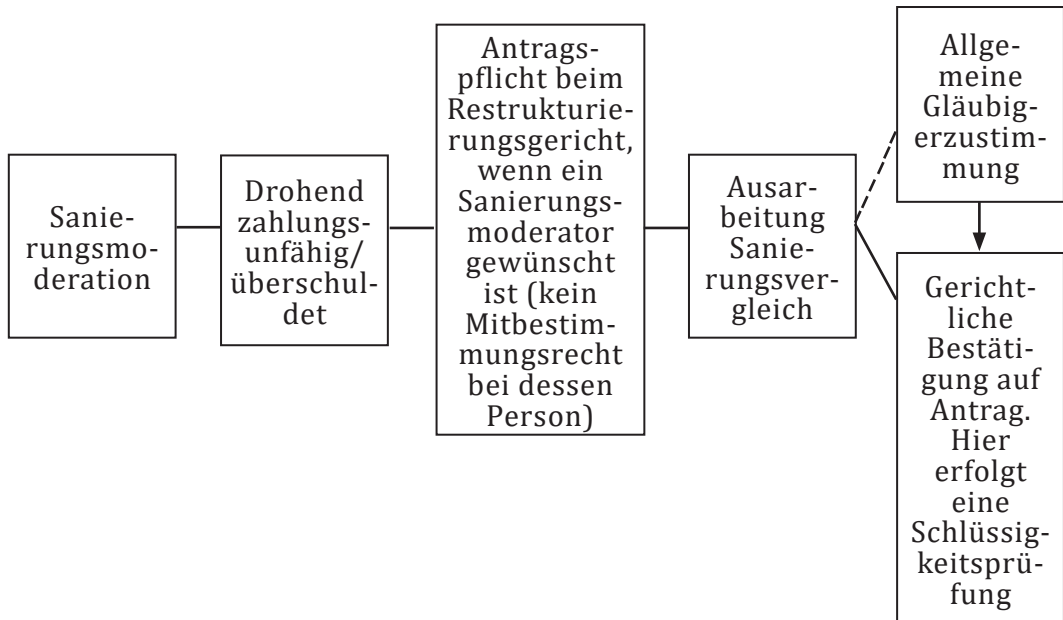 Sanie-
rungsmo-
deration
Drohend
zahlungs-
unfähig/
überschul-
det
Antrags-
pflicht beim
Restrukturie-
rungsgericht,
wenn ein
Sanierungs-
moderator
gewünscht
ist (kein
Mitbestim-
mungsrecht
bei dessen
Person)
Ausar-
beitung
Sanie-
rungsver-
gleich
Allge-
meine
Gläubig-
erzustim-
mung
Gericht-
liche
Bestäti-
gung auf
Antrag.
Hier
erfolgt
eine
Schlüssig-
keitsprü-
fung